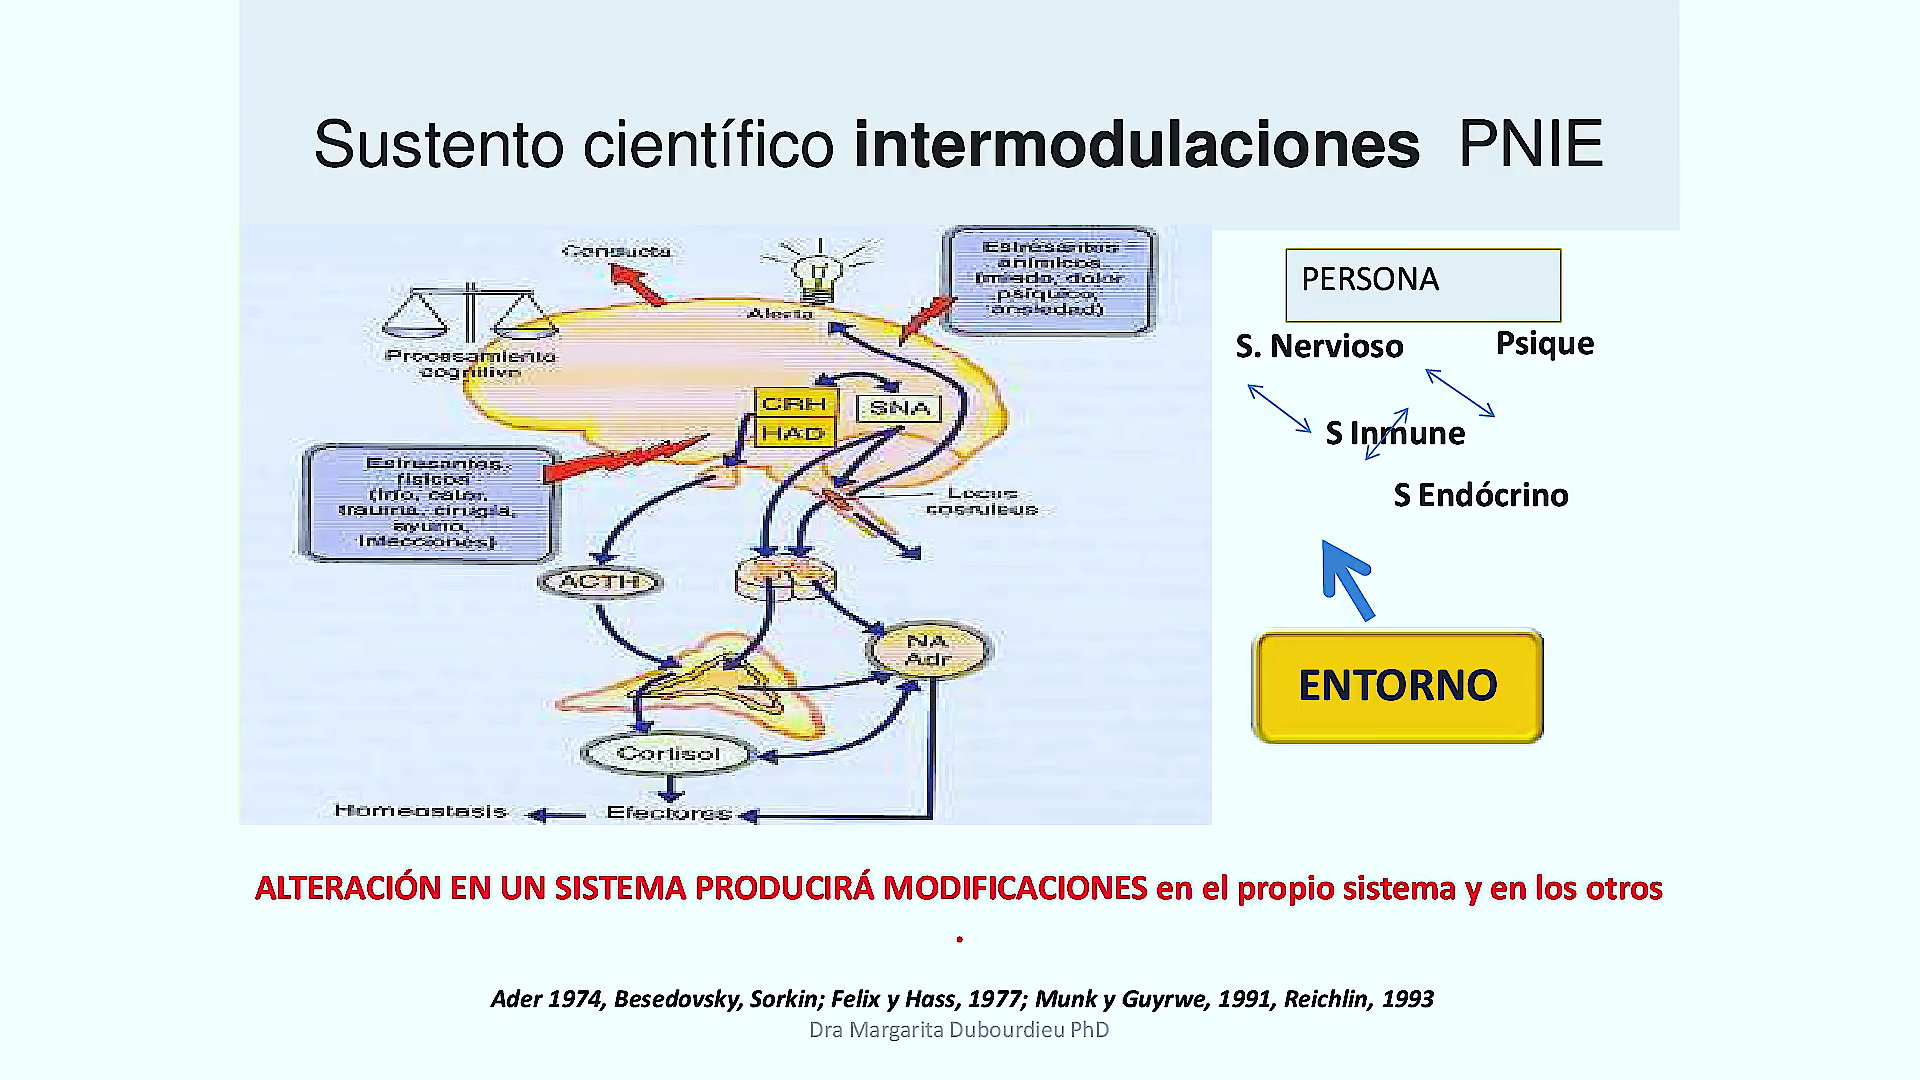 Sustento científico intermodulaciones PNIE
Conducta
Alerta
Estresantes
anímicos
(miedo, dolor
psíquico,
ansiedad)
Procesamiento
cognitivo
CRH
HAD
SNA
Estresantes
físicos
(frío, calor,
trauma, cirugía,
ayuno,
infecciones)
Locus
coeruleus
ACTH
NA
Adr
Cortisol
Homeostasis
Efectores
PERSONA
S. Nervioso
Psique
S Inmune
S Endócrino
ENTORNO
ALTERACIÓN EN UN SISTEMA PRODUCIRÁ MODIFICACIONES en el propio sistema y en los otros
.
Ader 1974, Besedovsky, Sorkin; Felix y Hass, 1977; Munk y Guyrwe, 1991, Reichlin, 1993
Dra Margarita Dubourdieu PhD